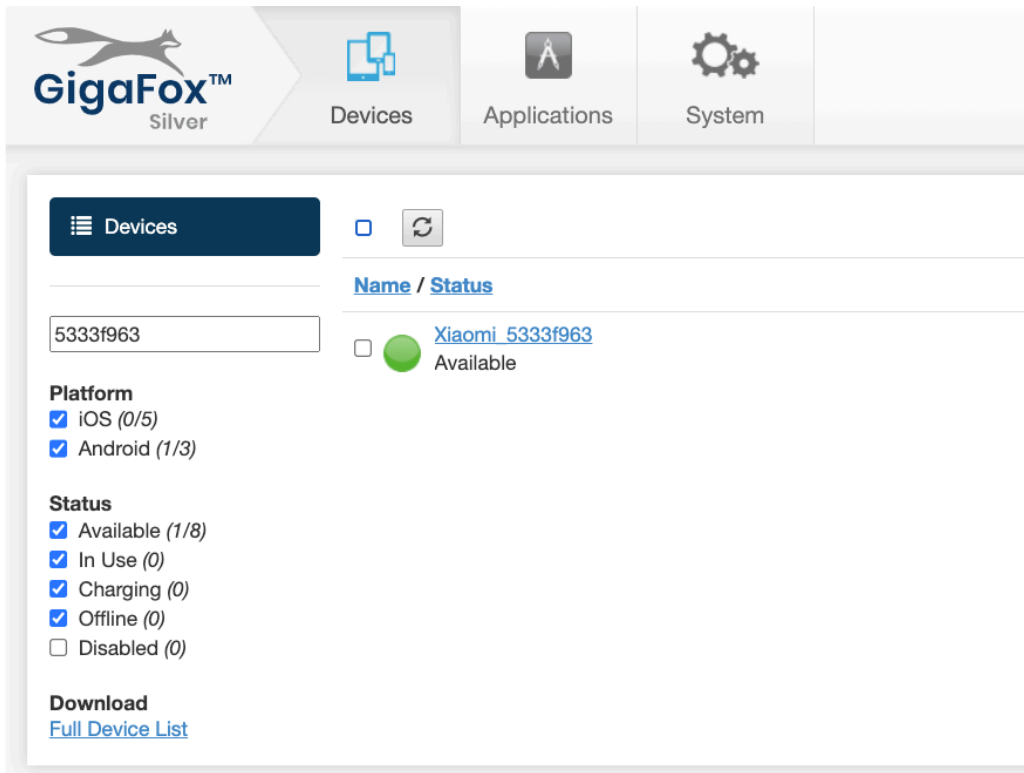 GigaFox™
Silver
Devices
Applications
System
Devices
Name / Status
5333f963
Xiaomi_5333f963
Available
Platform
iOS (0/5)
Android (1/3)
Status
Available (1/8)
In Use (0)
Charging (0)
Offline (0)
Disabled (0)
Download
Full Device List